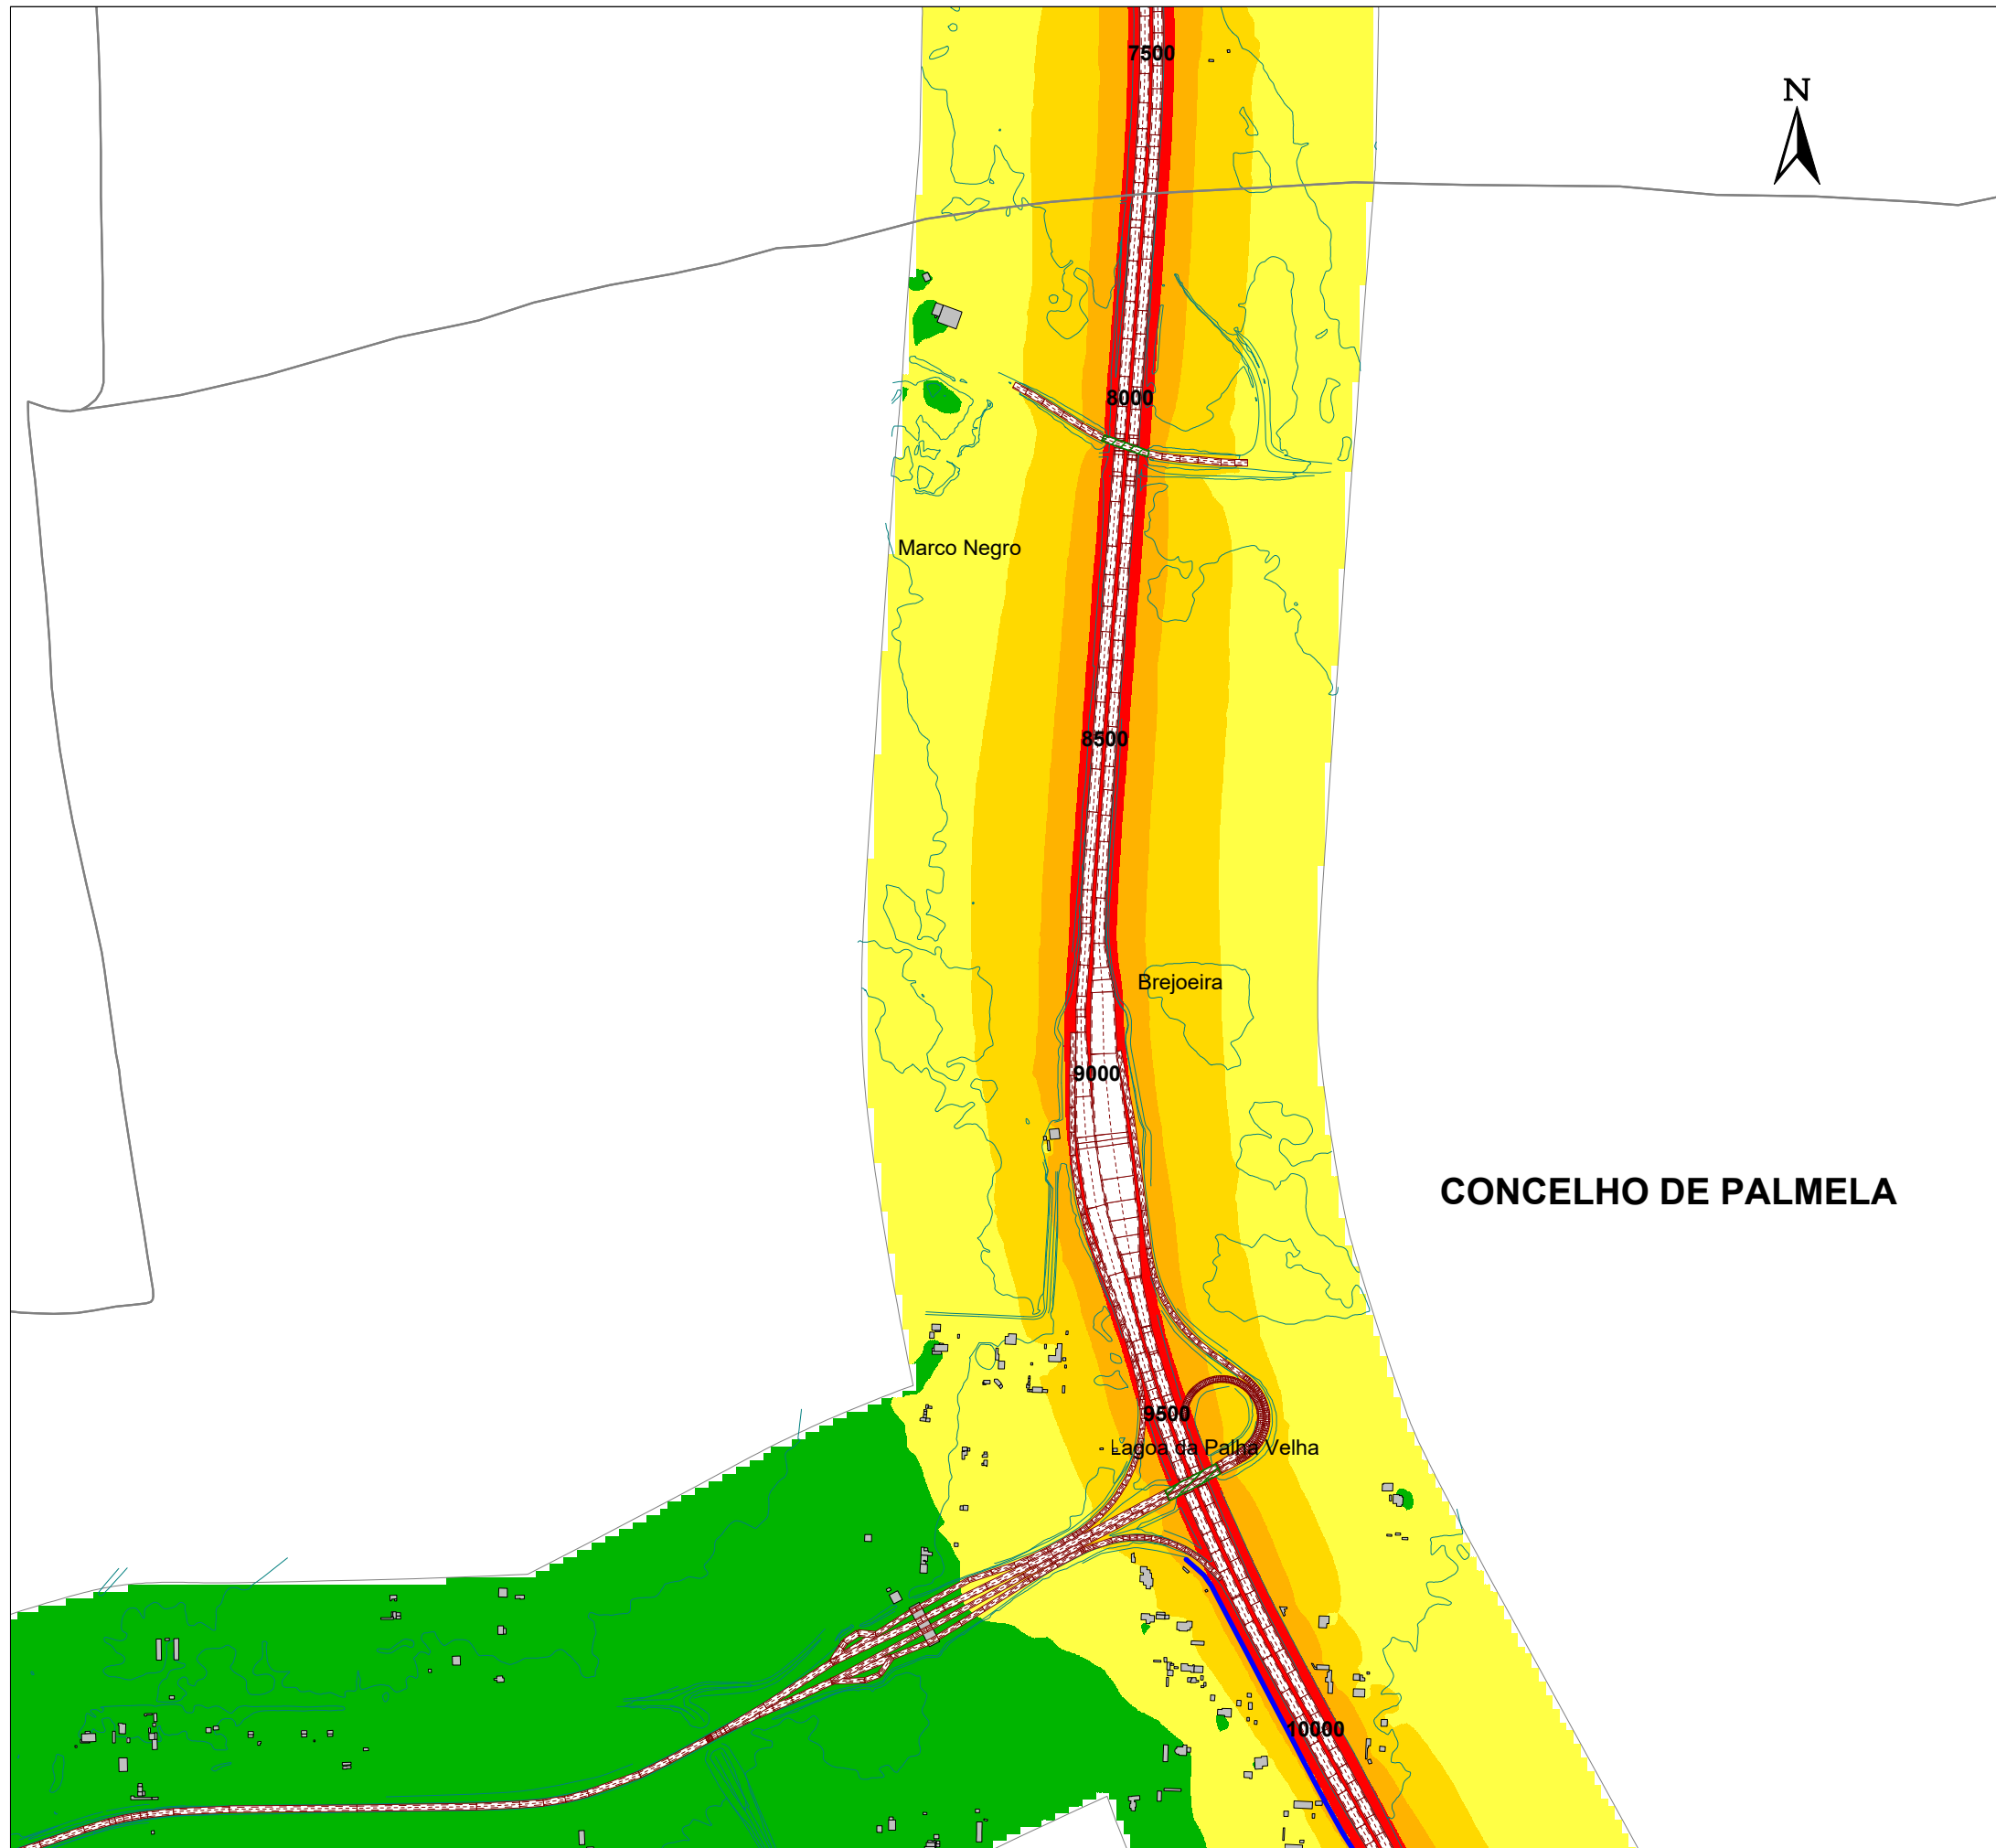 7500
N
8000
Marco Negro
8500
Brejoeira
9000
CONCELHO DE PALMELA
9500
Lagoa da Palha Velha
10000